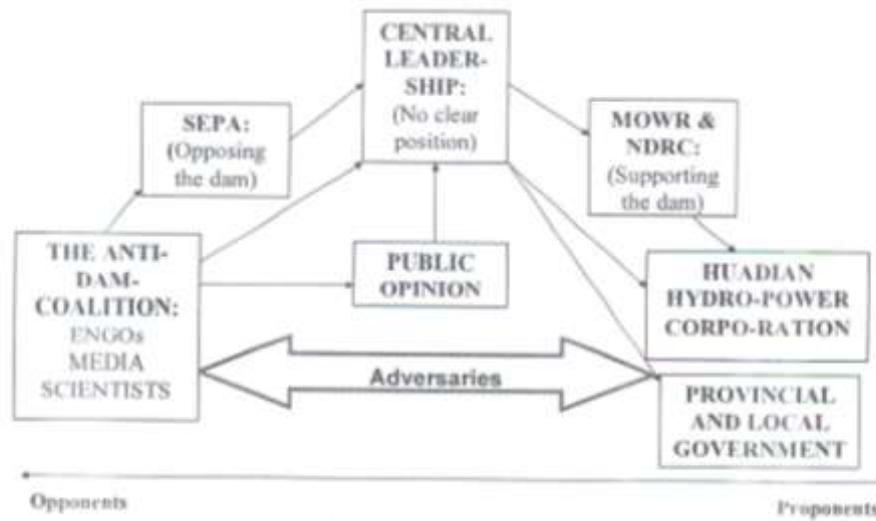 CENTRAL
LEADER-
SHIP:
(No clear
position)
SEPA:
(Opposing
the dam)
MOWR &
NDRC:
(Supporting
the dam)
THE ANTI-
DAM-
COALITION:
ENGOs
MEDIA
SCIENTISTS
PUBLIC
OPINION
HUADIAN
HYDRO-POWER
CORPO-RATION
Adversaries
PROVINCIAL
AND LOCAL
GOVERNMENT
Opponents
Proponents